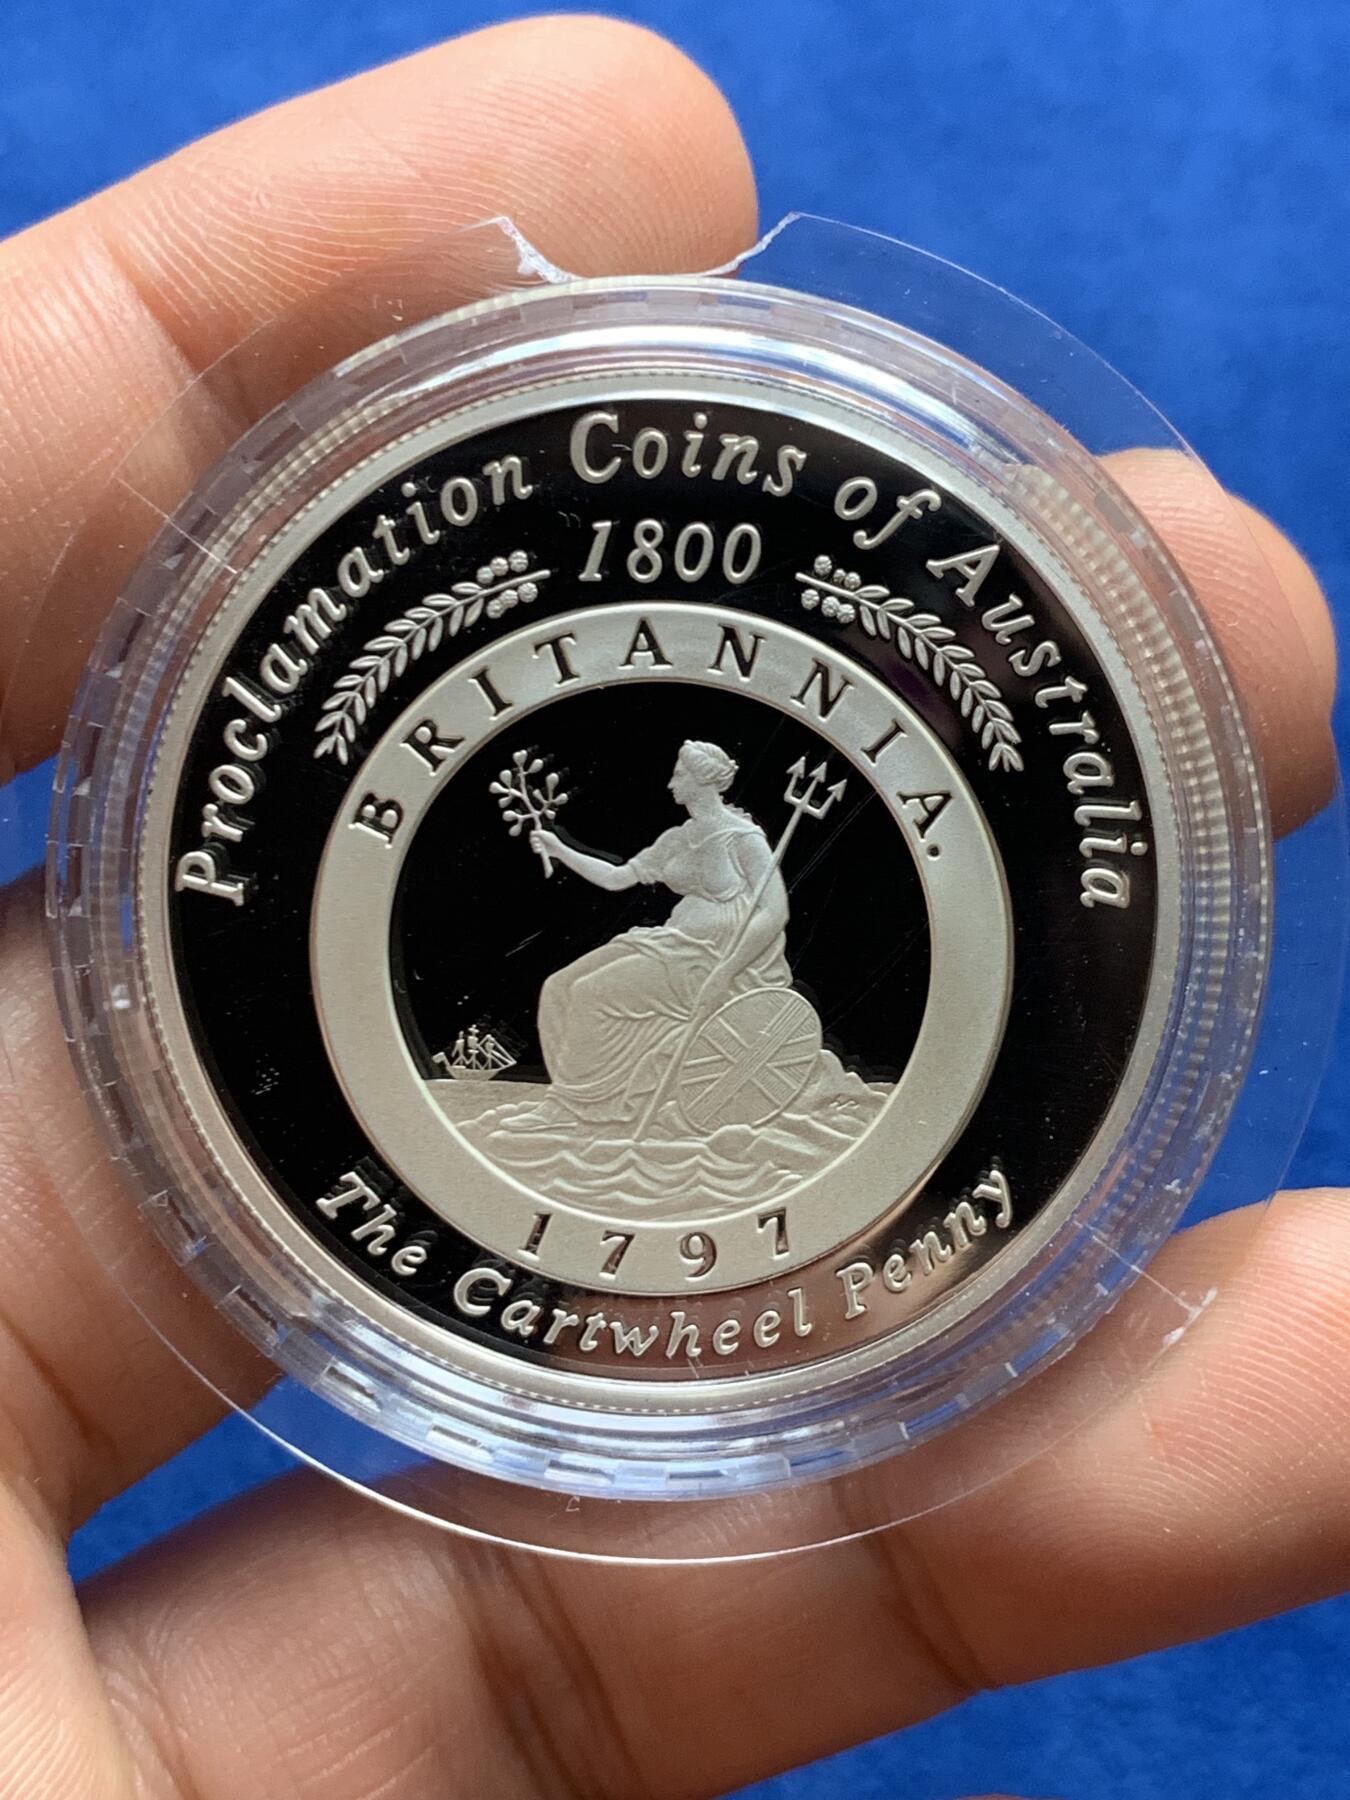 Proclamation Coins of Australia
1800
BRITANNIA.
1797
The Cartwheel Penny